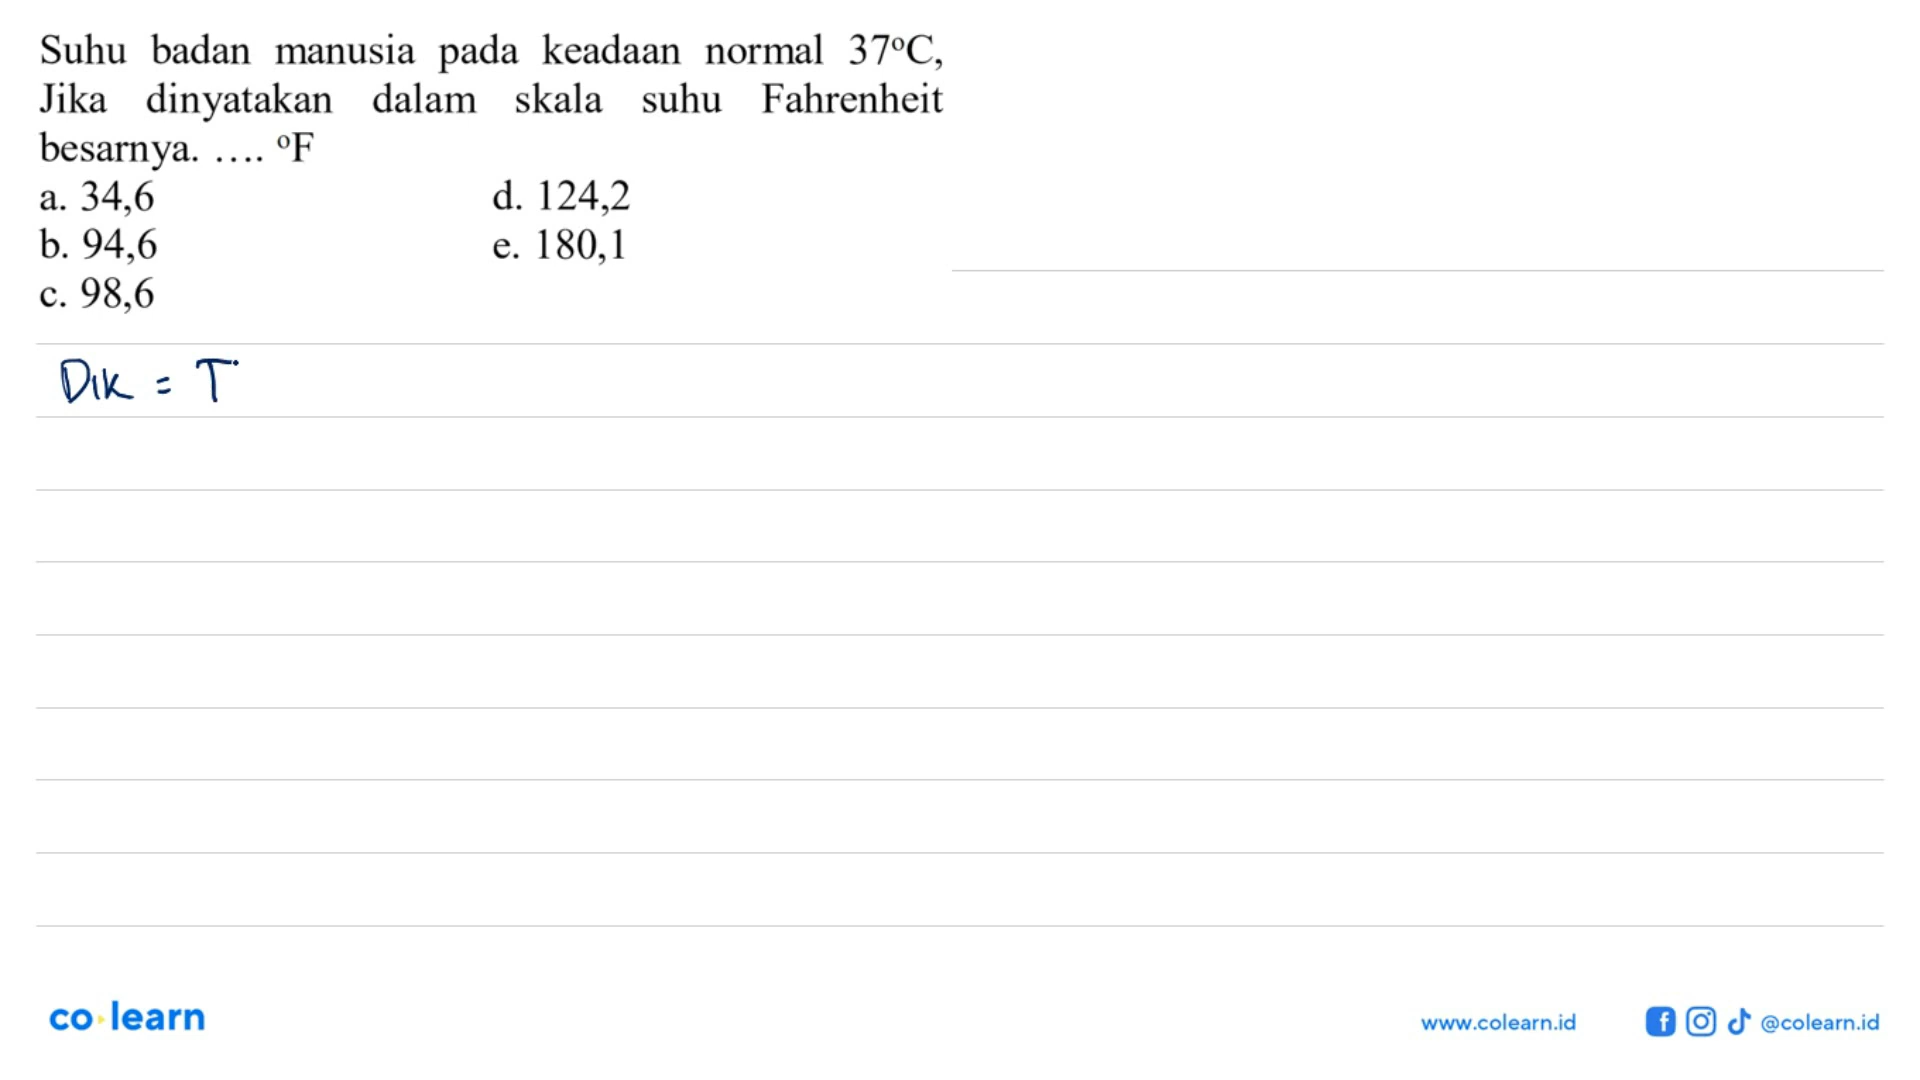 Suhu badan manusia pada keadaan normal 37°C,
Jika dinyatakan dalam skala suhu Fahrenheit
besarnya. .... °F
a. 34,6
b. 94,6
c. 98,6
d. 124,2
e. 180,1
Dik = T
co learn
www.colearn.id
@colearn.id